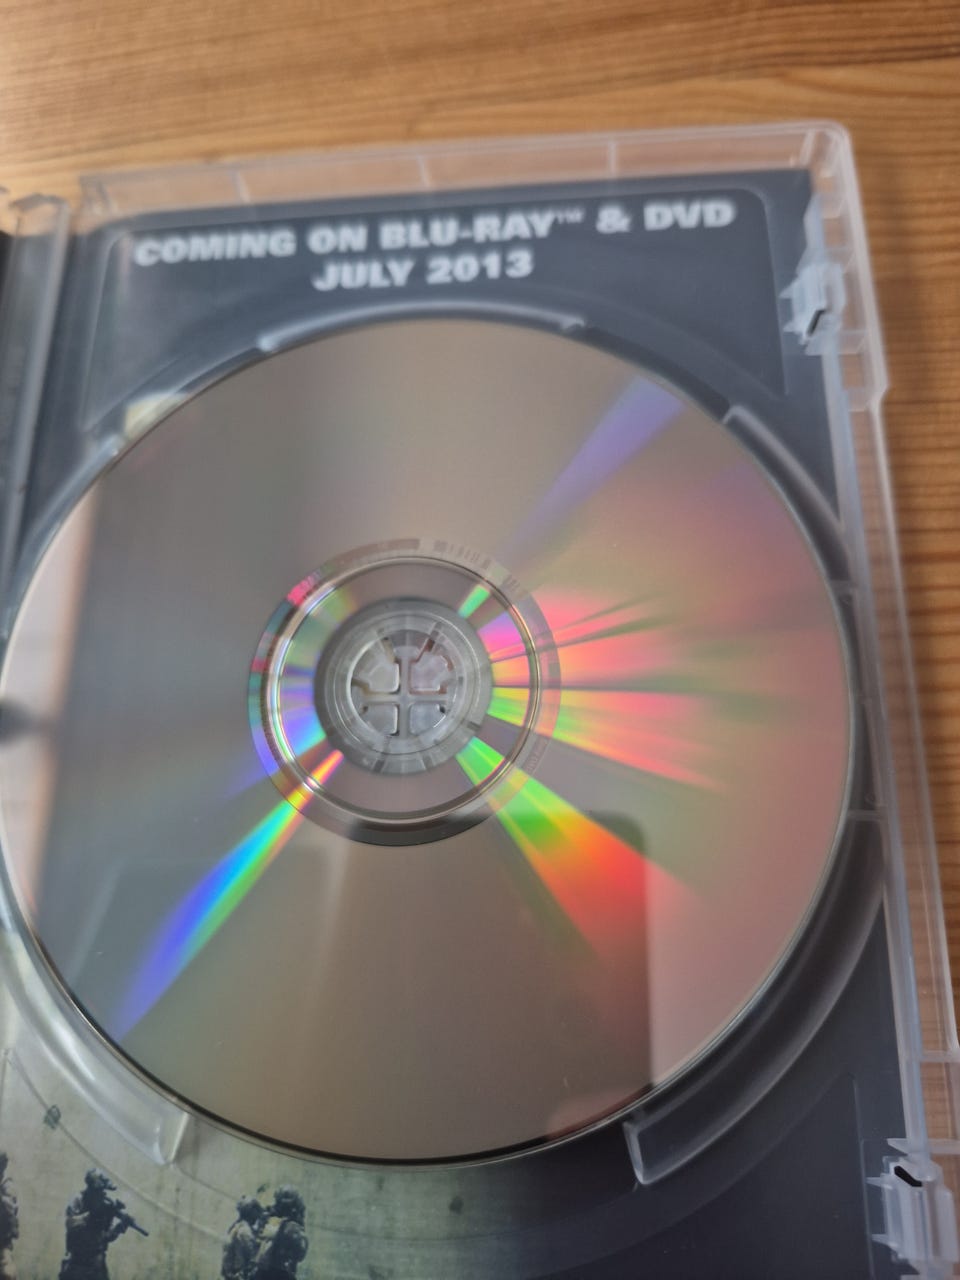 COMING ON BLU-RAY™ & DVD
JULY 2013